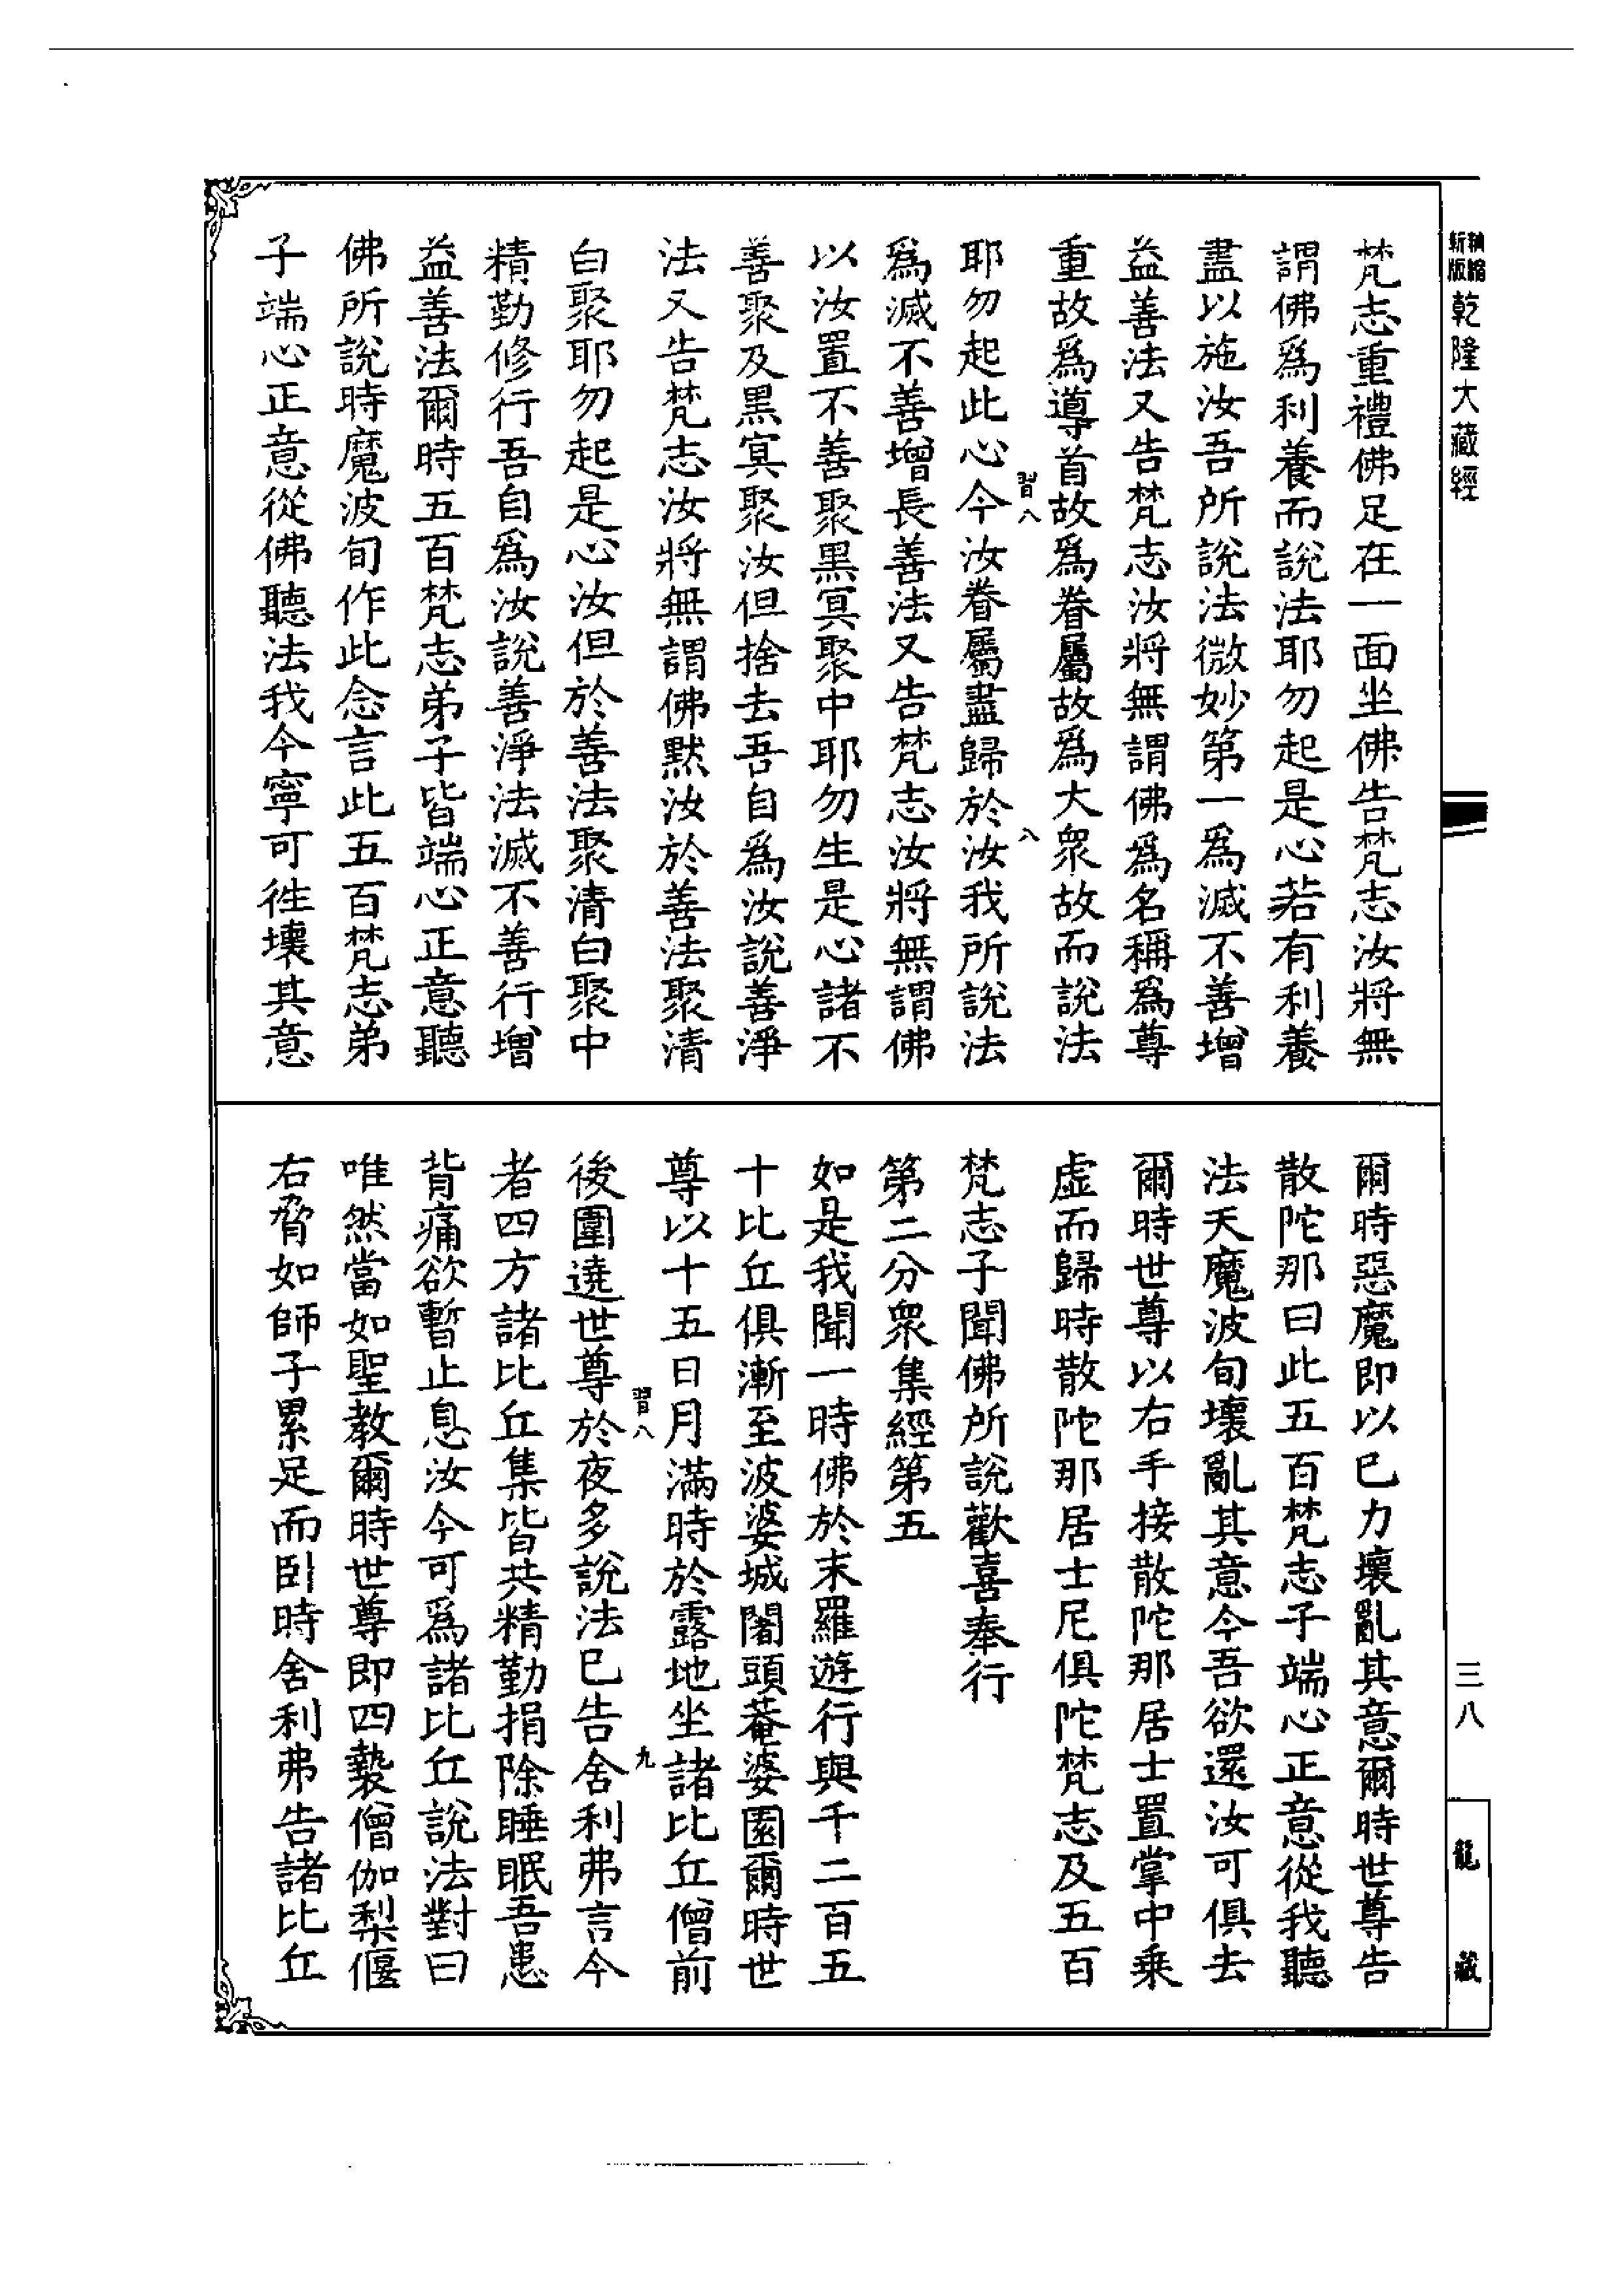 新編縮版乾隆大藏經
梵志重禮佛足在一面坐佛告梵志汝將無
謂佛爲利養而說法耶勿起是心若有利養
盡以施汝吾所說法微妙第一爲滅不善增
益善法又告梵志汝將無謂佛爲名稱爲尊
重故爲導首故爲眷屬故爲大衆故而說法
習八
八
耶勿起此心今汝眷屬盡歸於汝我所說法
爲滅不善增長善法又告梵志汝將無謂佛
以汝置不善聚黑冥聚中耶勿生是心諸不
善聚及黑冥聚汝但捨去吾自爲汝說善淨
法又告梵志汝將無謂佛黙汝於善法聚清
白聚耶勿起是心汝但於善法聚清白聚中
精勤修行吾自爲汝說善淨法滅不善行增
益善法爾時五百梵志弟子皆端心正意聽
佛所說時魔波旬作此念言此五百梵志弟
子端心正意從佛聽法我今寧可徃壞其意
爾時惡魔即以已力壞亂其意爾時世尊告
散陀那曰此五百梵志子端心正意從我聽
法天魔波旬壞亂其意今吾欲還汝可俱去
爾時世尊以右手接散陀那居士置掌中乗
虛而歸時散陀那居士尼俱陀梵志及五百
梵志子聞佛所說歡喜奉行
第二分衆集經第五
如是我聞一時佛於末羅遊行與千二百五
十比丘俱漸至波婆城闍頭菴婆園爾時世
尊以十五日月滿時於露地坐諸比丘僧前
習八
九
後圍遶世尊於夜多說法已告舍利弗言今
者四方諸比丘集皆共精勤捐除睡眠吾患
背痛欲暫止息汝今可爲諸比丘說法對曰
唯然當如聖教爾時世尊即四褺僧伽梨偃
右脅如師子累足而臥時舍利弗告諸比丘
三八
龍藏